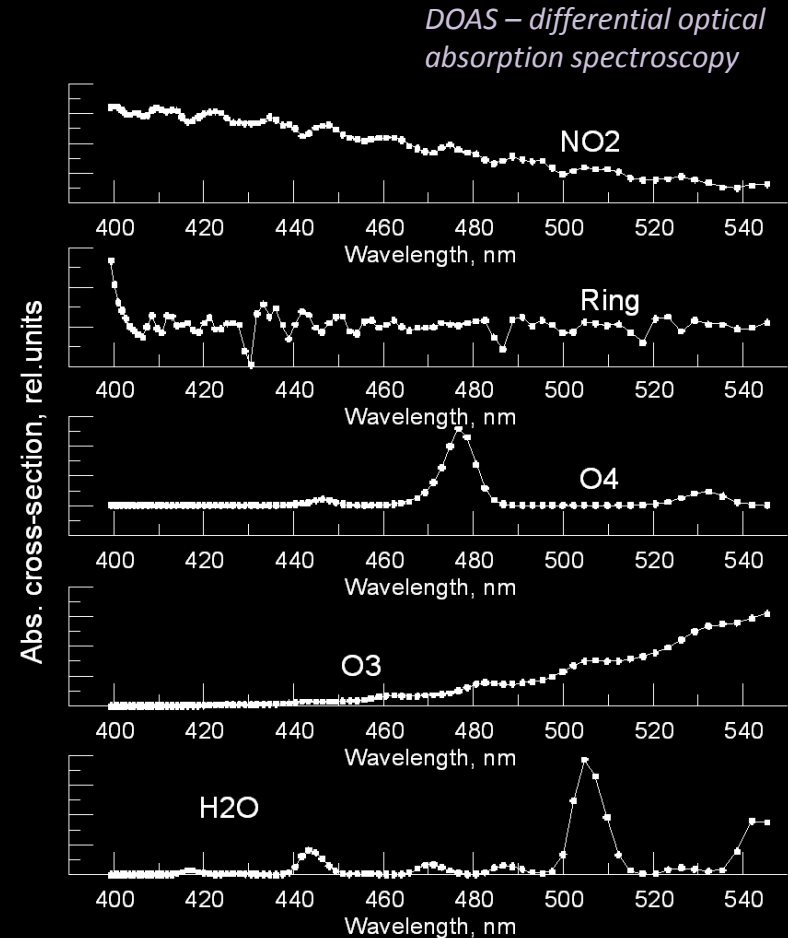 DOAS – differential optical
absorption spectroscopy
Abs. cross-section, rel.units
NO2
400 420 440 460 480 500 520 540
Wavelength, nm
Ring
400 420 440 460 480 500 520 540
Wavelength, nm
O4
400 420 440 460 480 500 520 540
Wavelength, nm
O3
400 420 440 460 480 500 520 540
Wavelength, nm
H2O
400 420 440 460 480 500 520 540
Wavelength, nm